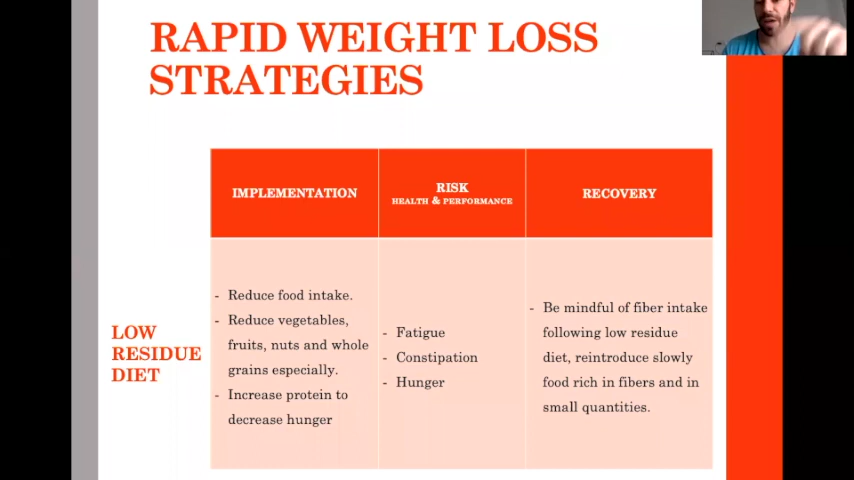 RAPID WEIGHT LOSS
STRATEGIES
IMPLEMENTATION
RISK
HEALTH & PERFORMANCE
RECOVERY
LOW
RESIDUE
DIET
- Reduce food intake.
- Reduce vegetables,
fruits, nuts and whole
grains especially.
- Increase protein to
decrease hunger
- Fatigue
- Constipation
- Hunger
- Be mindful of fiber intake
following low residue
diet, reintroduce slowly
food rich in fibers and in
small quantities.